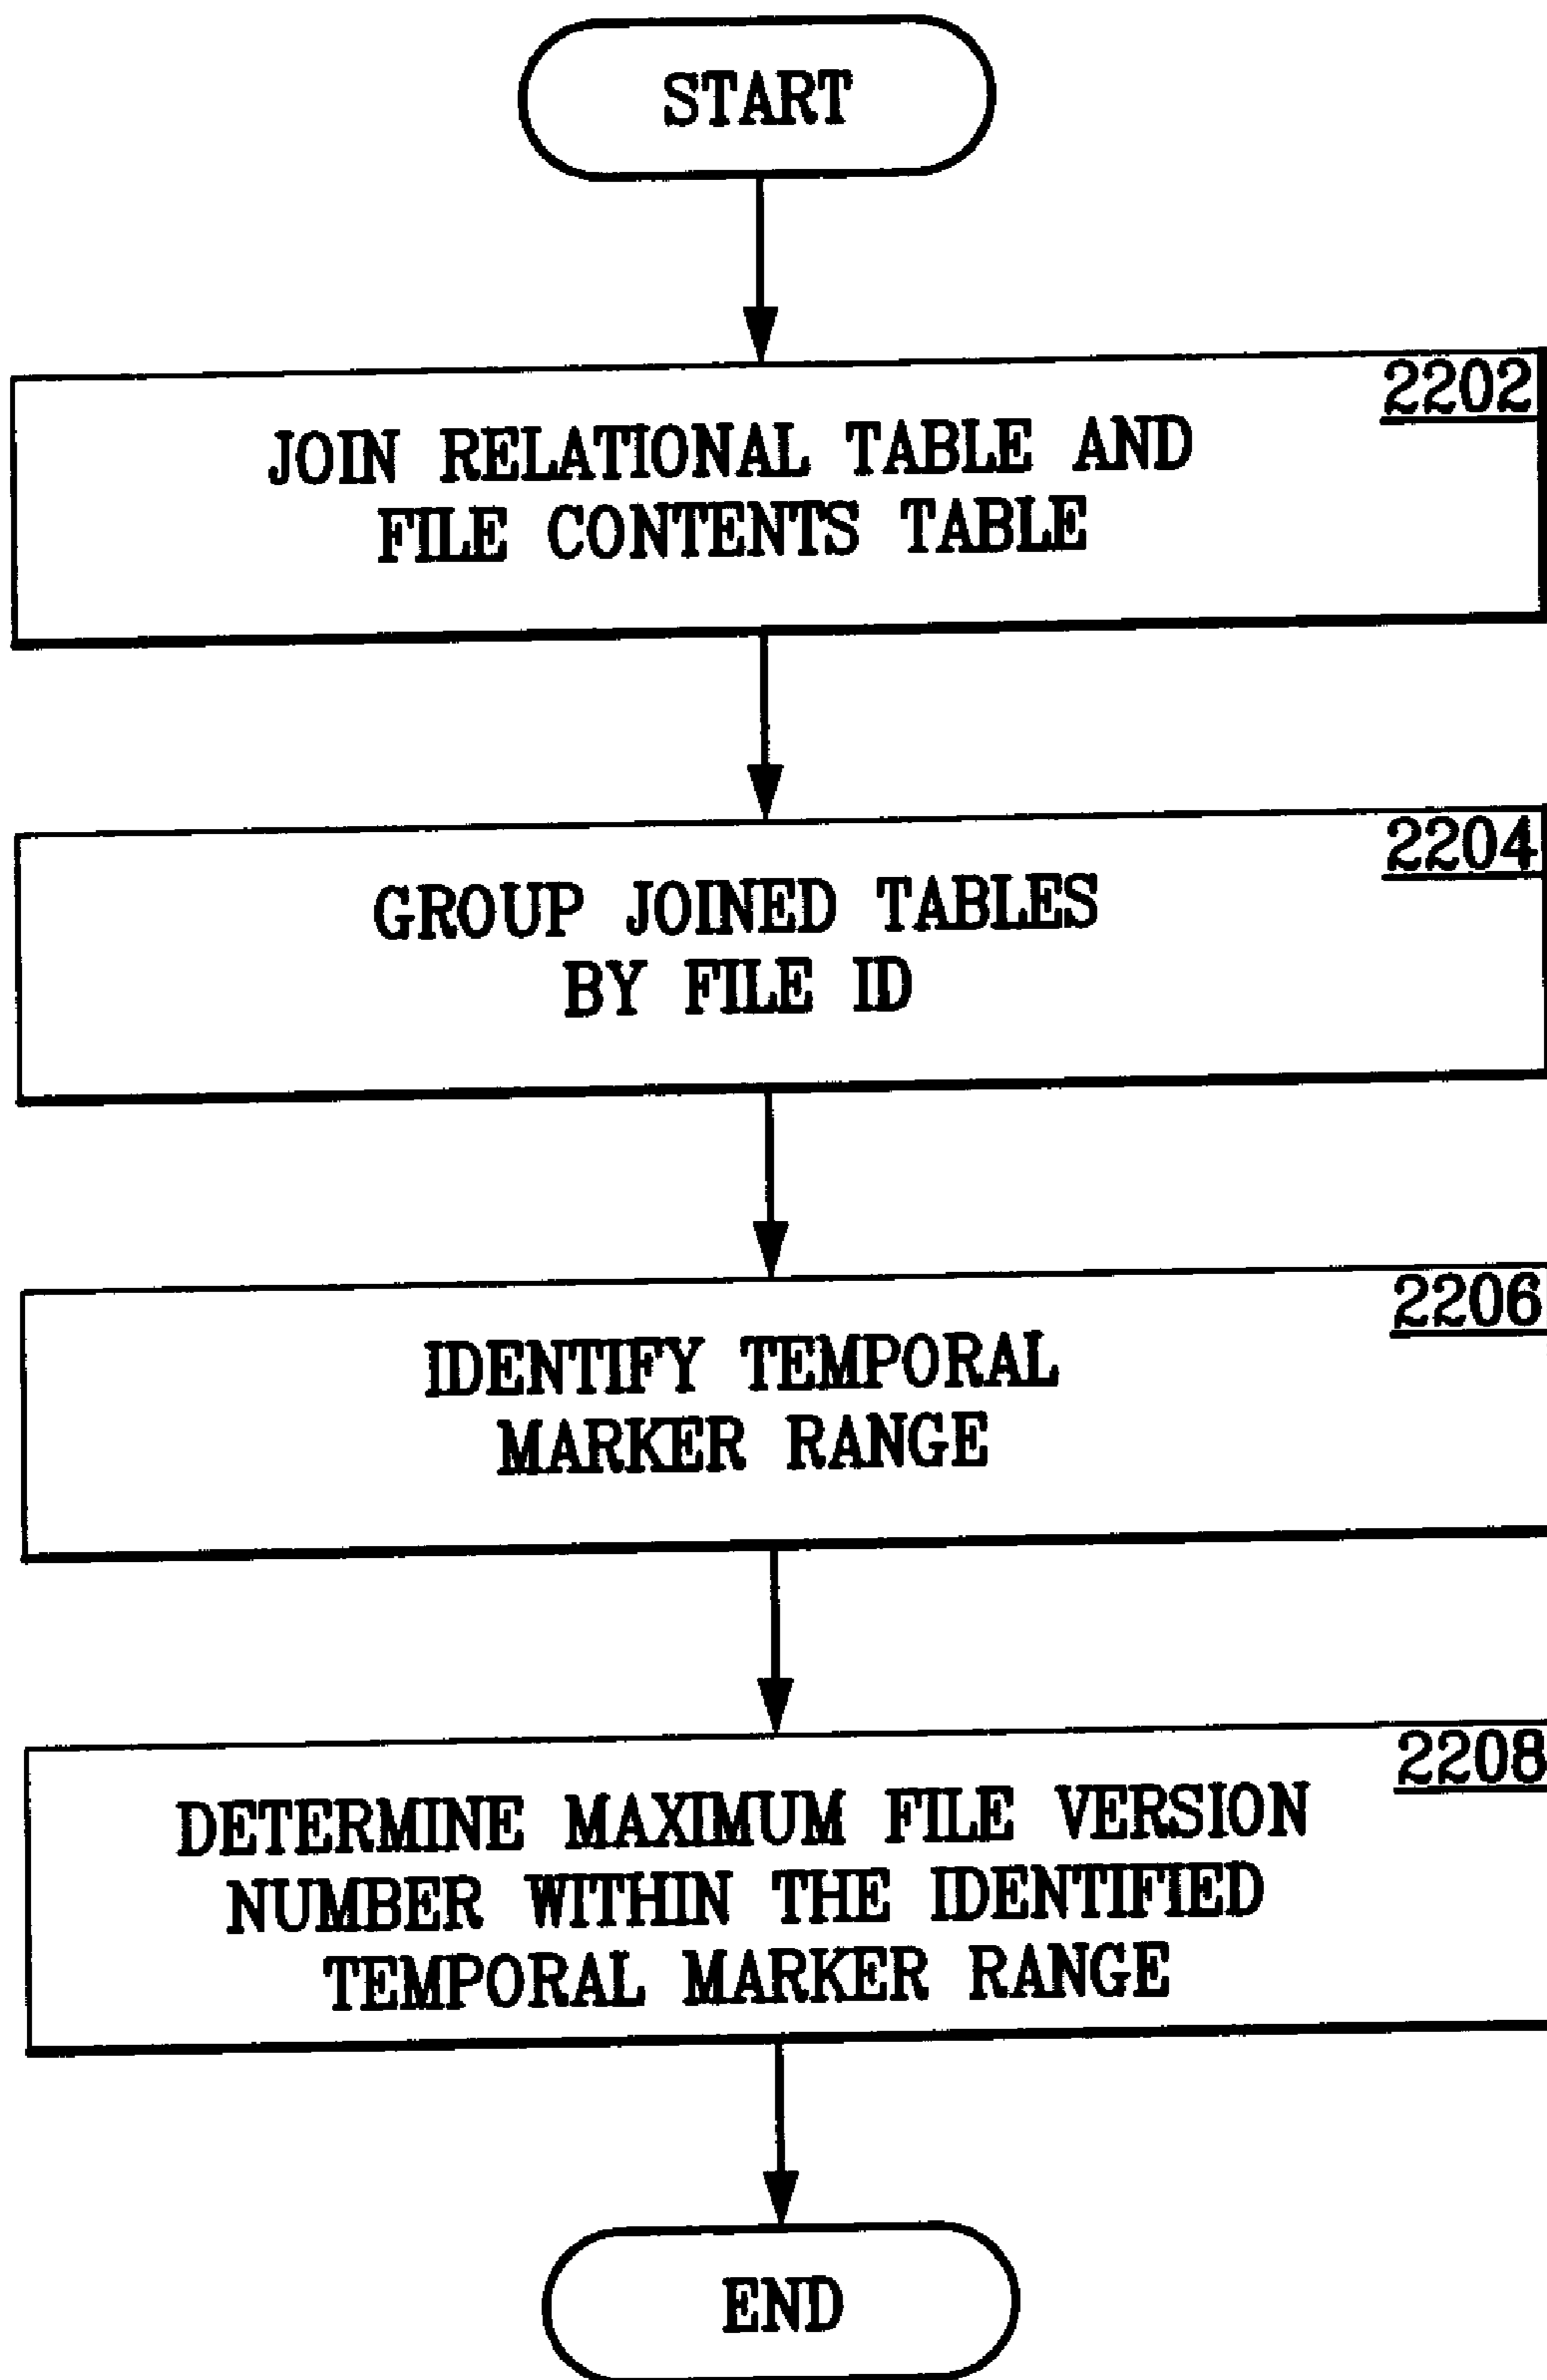 START
2202
JOIN RELATIONAL TABLE AND
FILE CONTENTS TABLE
2204
GROUP JOINED TABLES
BY FILE ID
2206
IDENTIFY TEMPORAL
MARKER RANGE
2208
DETERMINE MAXIMUM FILE VERSION
NUMBER WITHIN THE IDENTIFIED
TEMPORAL MARKER RANGE
END